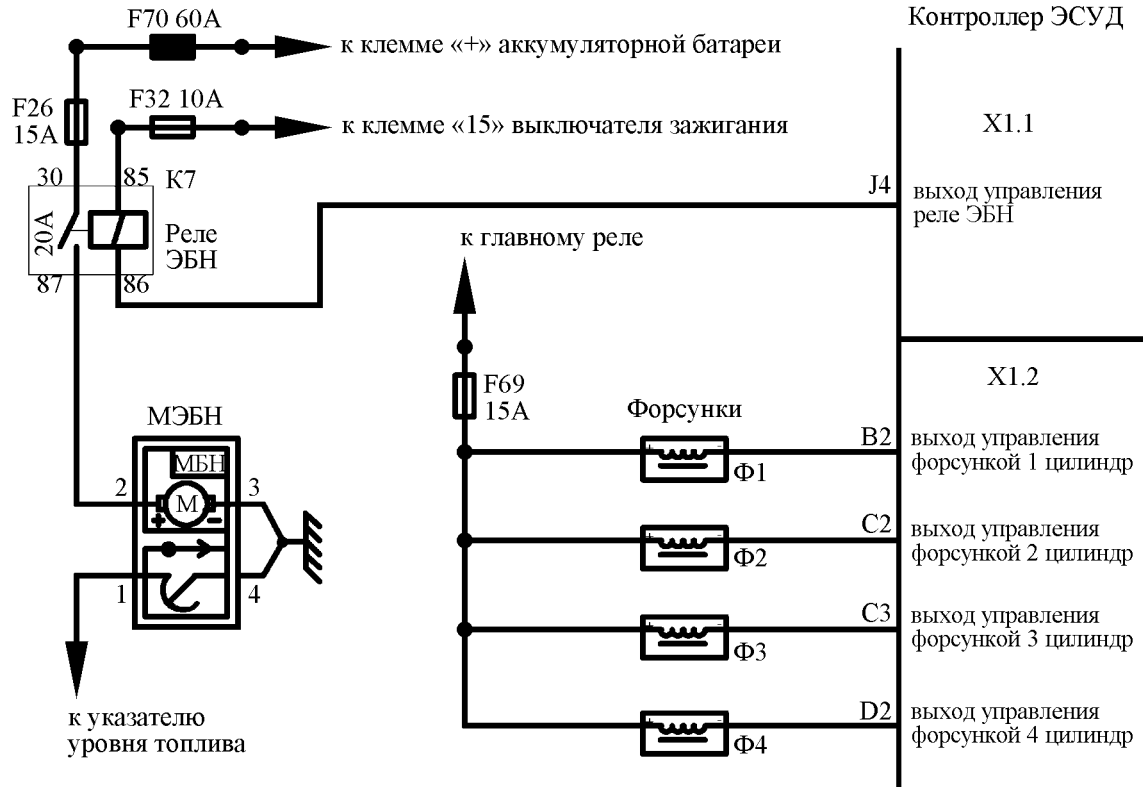 F70 60A
к клемме «+» аккумуляторной батареи
Контроллер ЭСУД
F26
15A
F32 10A
к клемме «15» выключателя зажигания
X1.1
30
85
К7
20A
Реле
ЭБН
87
86
J4
выход управления
реле ЭБН
к главному реле
F69
15A
X1.2
МЭБН
МБН
2
М
3
+
-
1
4
к указателю
уровня топлива
Форсунки
+
-
Ф1
B2
выход управления
форсункой 1 цилиндр
+
-
Ф2
C2
выход управления
форсункой 2 цилиндр
+
-
Ф3
C3
выход управления
форсункой 3 цилиндр
+
-
Ф4
D2
выход управления
форсункой 4 цилиндр